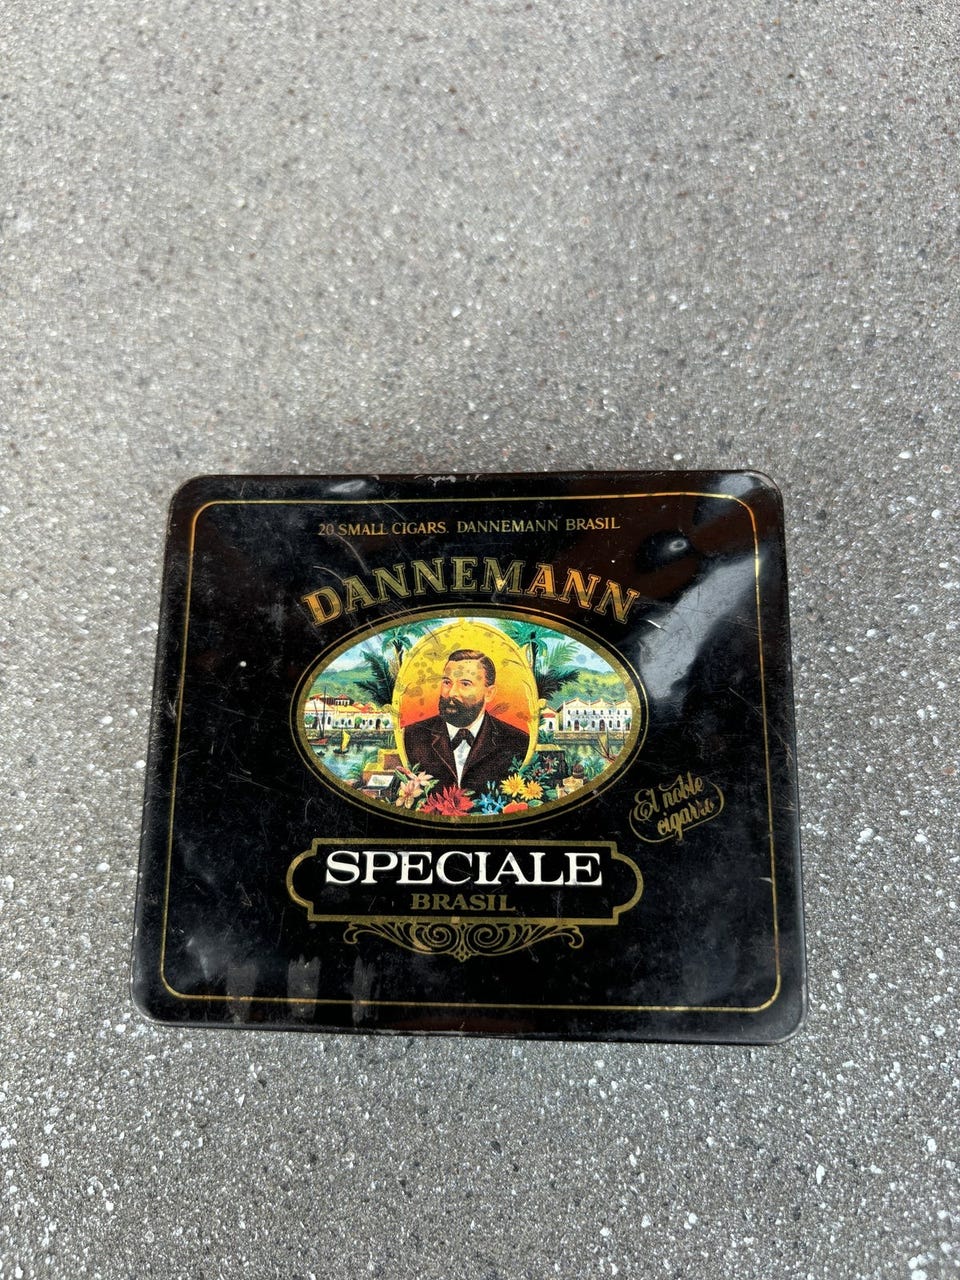 20 SMALL CIGARS. DANNEMANN BRASIL
DANNEMANN
El noble
cigarro
SPECIALE
BRASIL